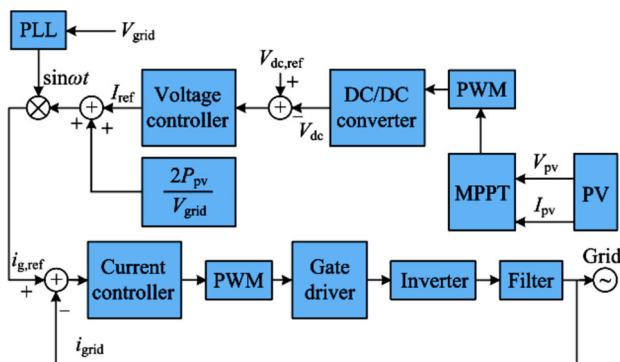 PLL
V_grid
sinωt
I_ref
Voltage
controller
V_dc,ref
+
−
V_dc
DC/DC
converter
PWM
+
+
2P_pv
V_grid
MPPT
V_pv
I_pv
PV
i_g,ref
+
−
Current
controller
PWM
Gate
driver
Inverter
Filter
Grid
~
i_grid